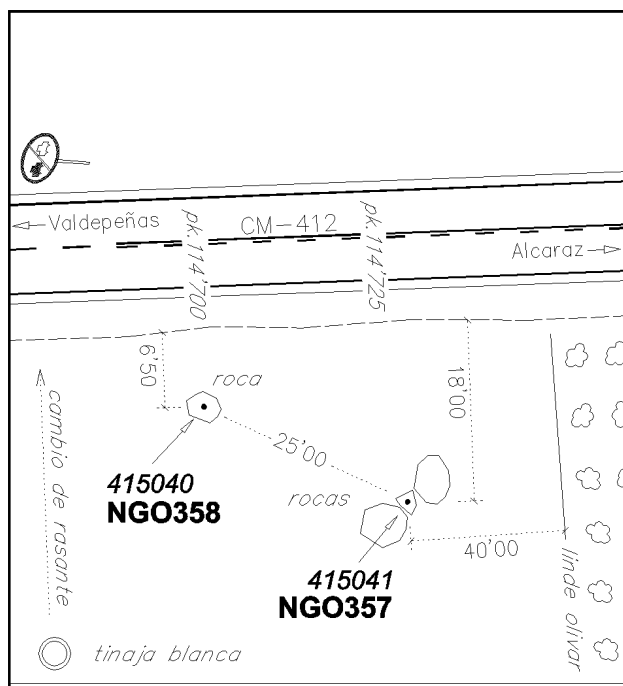 Valdepeñas
CM-412
Alcaraz
pk.114'700
pk.114'725
6'50
roca
18'00
cambio de rasante
25'00
415040
NGO358
rocas
40'00
415041
NGO357
linde olivar
tinaja blanca